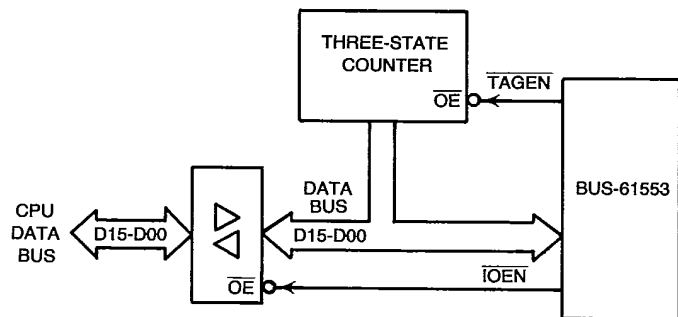 THREE-STATE
COUNTER
OE
TAGEN
BUS-61553
DATA
BUS
CPU
DATA
BUS
D15-D00
D15-D00
OE
IOEN